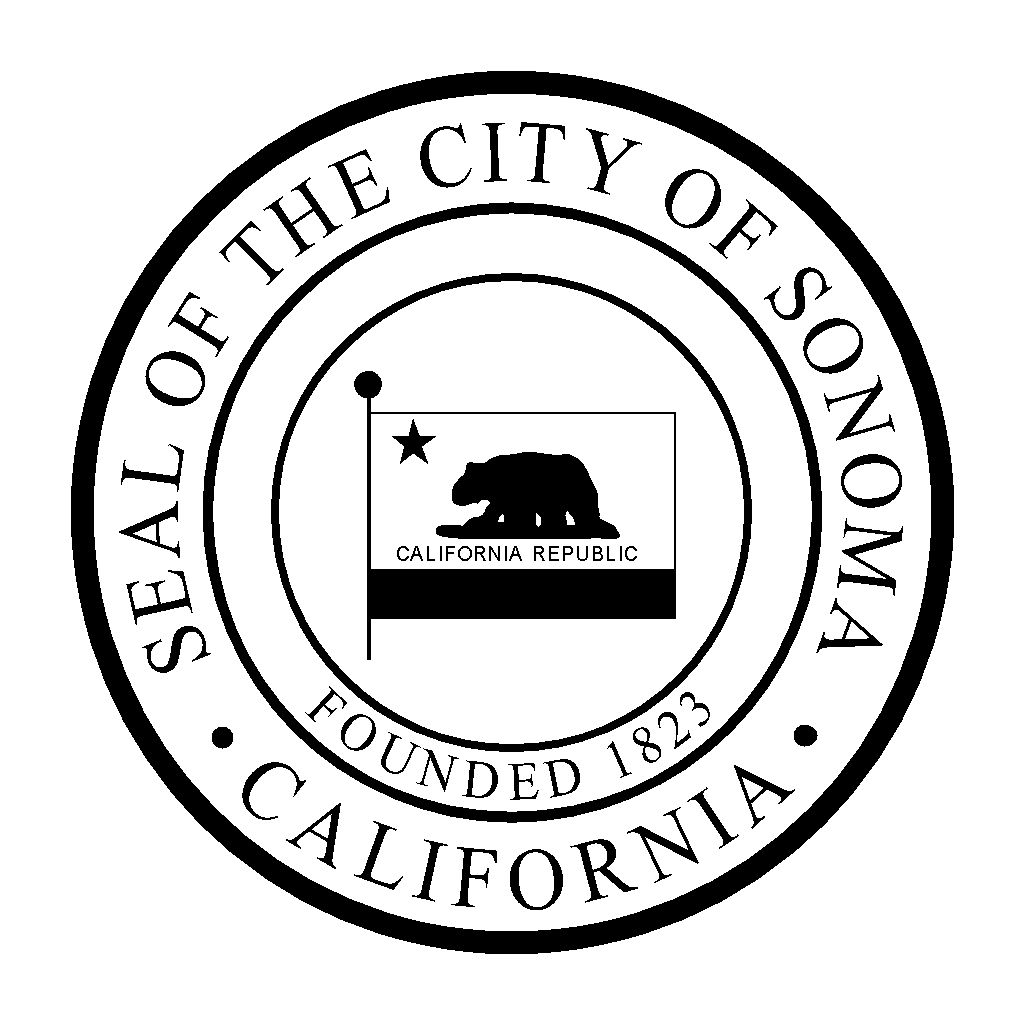 SEAL OF THE CITY OF SONOMA
• CALIFORNIA •
FOUNDED 1823
CALIFORNIA REPUBLIC